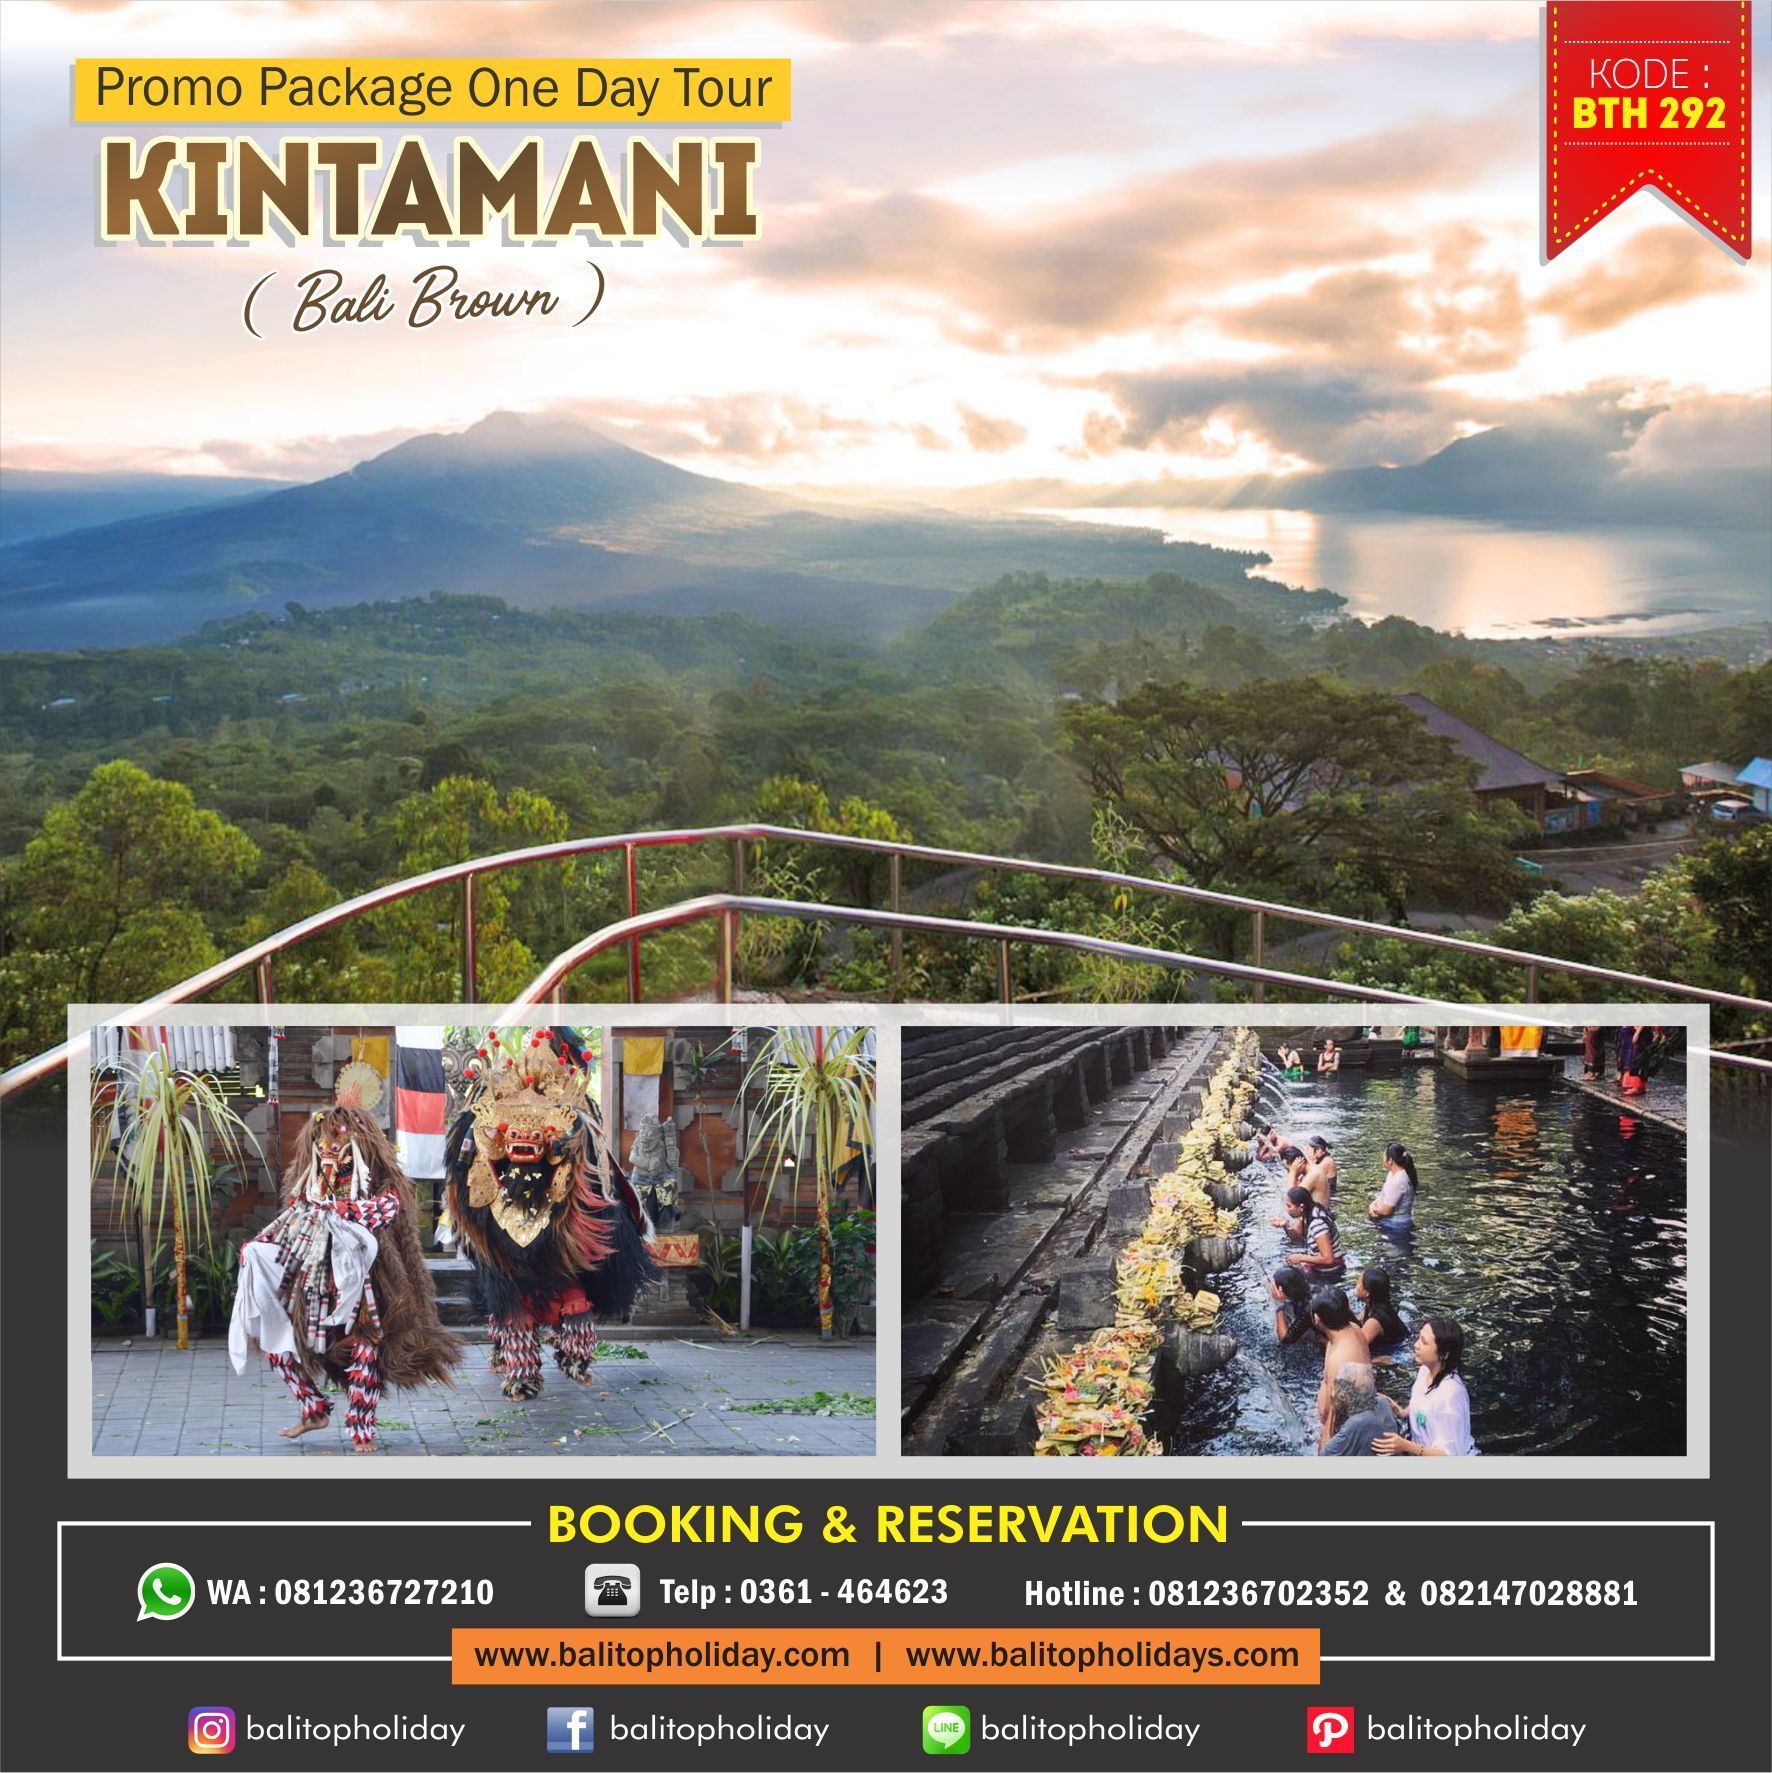 Promo Package One Day Tour
KINTAMANI
( Bali Brown )
KODE :
BTH 292
BOOKING & RESERVATION
WA : 081236727210
Telp : 0361 - 464623
Hotline : 081236702352 & 082147028881
www.balitopholiday.com | www.balitopholidays.com
balitopholiday
balitopholiday
LINE balitopholiday
balitopholiday